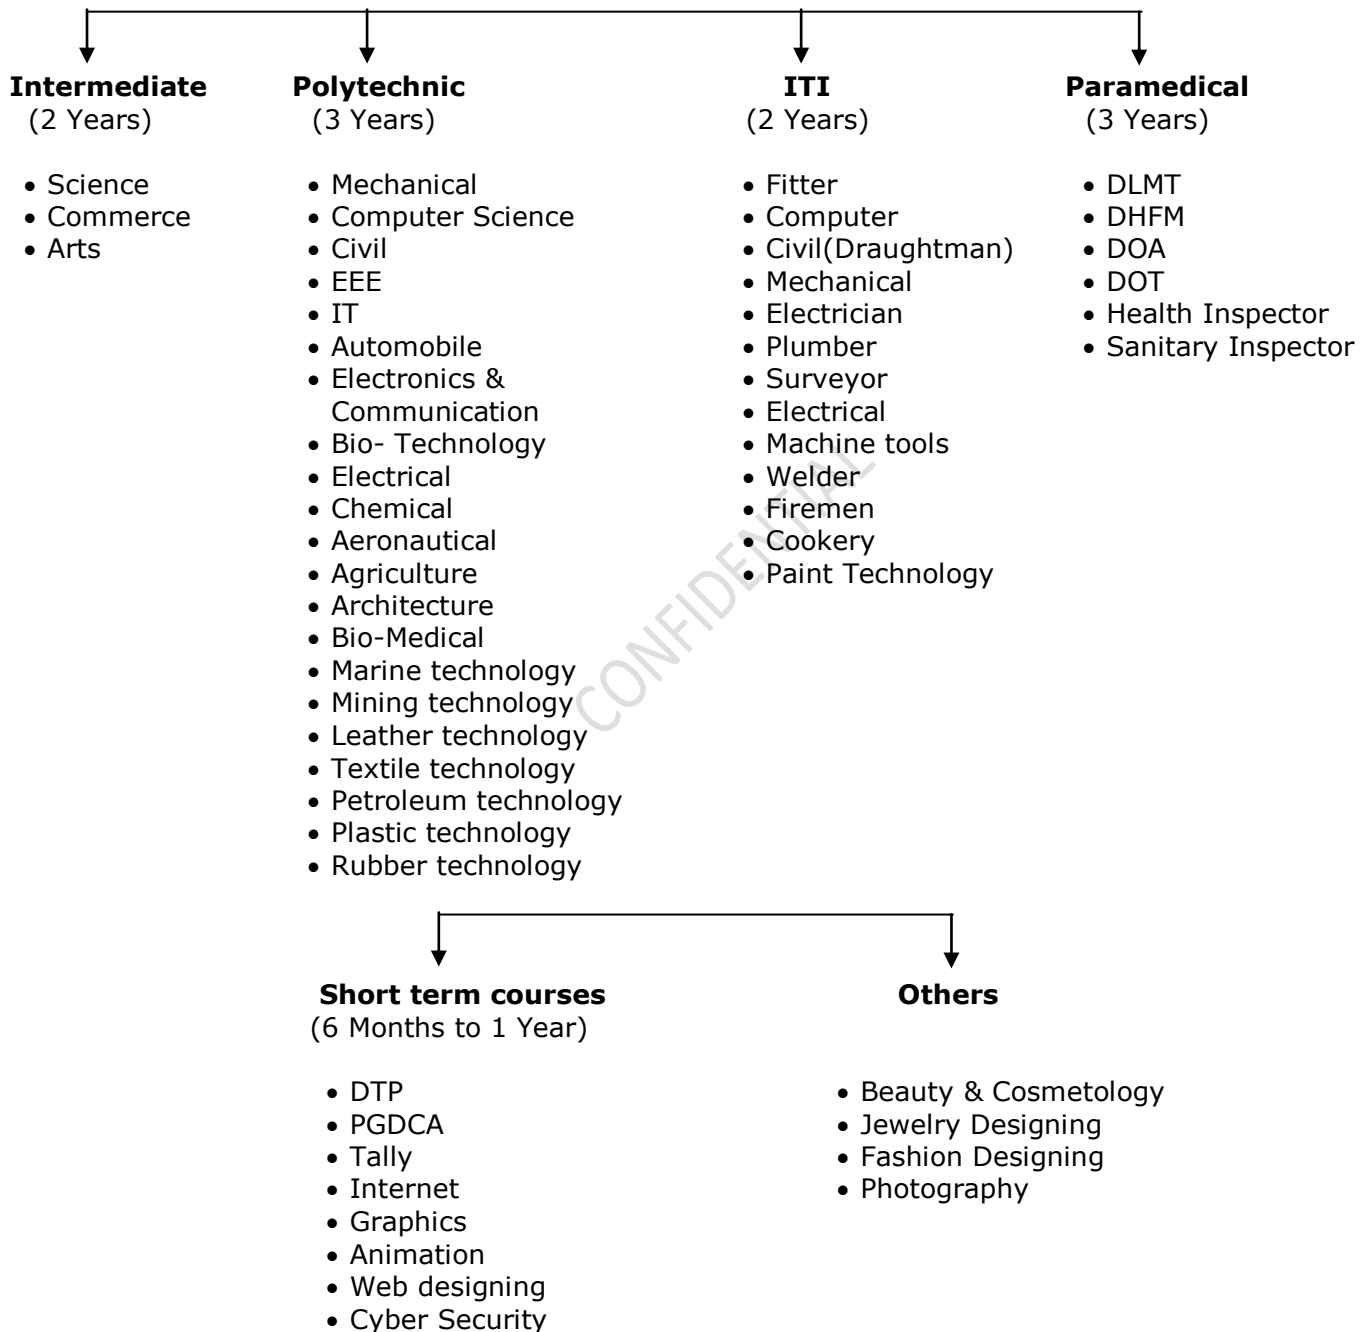 Intermediate
(2 Years)
• Science
• Commerce
• Arts
Polytechnic
(3 Years)
• Mechanical
• Computer Science
• Civil
• EEE
• IT
• Automobile
• Electronics &
Communication
• Bio- Technology
• Electrical
• Chemical
• Aeronautical
• Agriculture
• Architecture
• Bio-Medical
• Marine technology
• Mining technology
• Leather technology
• Textile technology
• Petroleum technology
• Plastic technology
• Rubber technology
ITI
(2 Years)
• Fitter
• Computer
• Civil(Draughtman)
• Mechanical
• Electrician
• Plumber
• Surveyor
• Electrical
• Machine tools
• Welder
• Firemen
• Cookery
• Paint Technology
Paramedical
(3 Years)
• DLMT
• DHFM
• DOA
• DOT
• Health Inspector
• Sanitary Inspector
CONFIDENTIAL
Short term courses
(6 Months to 1 Year)
• DTP
• PGDCA
• Tally
• Internet
• Graphics
• Animation
• Web designing
• Cyber Security
Others
• Beauty & Cosmetology
• Jewelry Designing
• Fashion Designing
• Photography